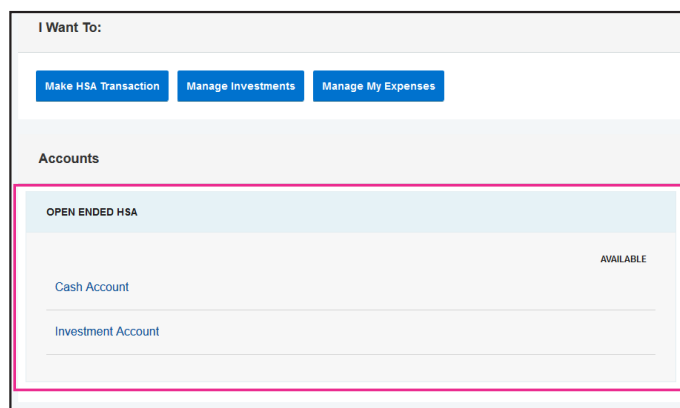 I Want To:
Make HSA Transaction Manage Investments Manage My Expenses
Accounts
OPEN ENDED HSA
AVAILABLE
Cash Account
Investment Account